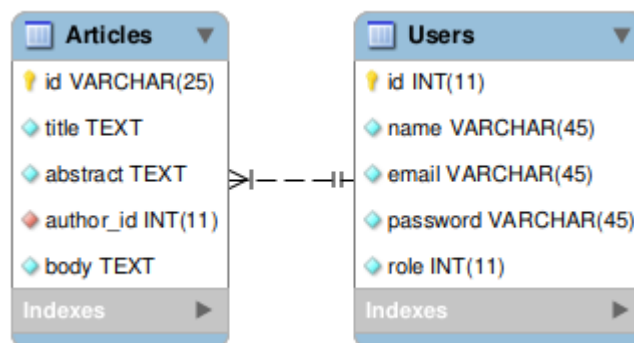 Articles
id VARCHAR(25)
title TEXT
abstract TEXT
author_id INT(11)
body TEXT
Indexes
Users
id INT(11)
name VARCHAR(45)
email VARCHAR(45)
password VARCHAR(45)
role INT(11)
Indexes